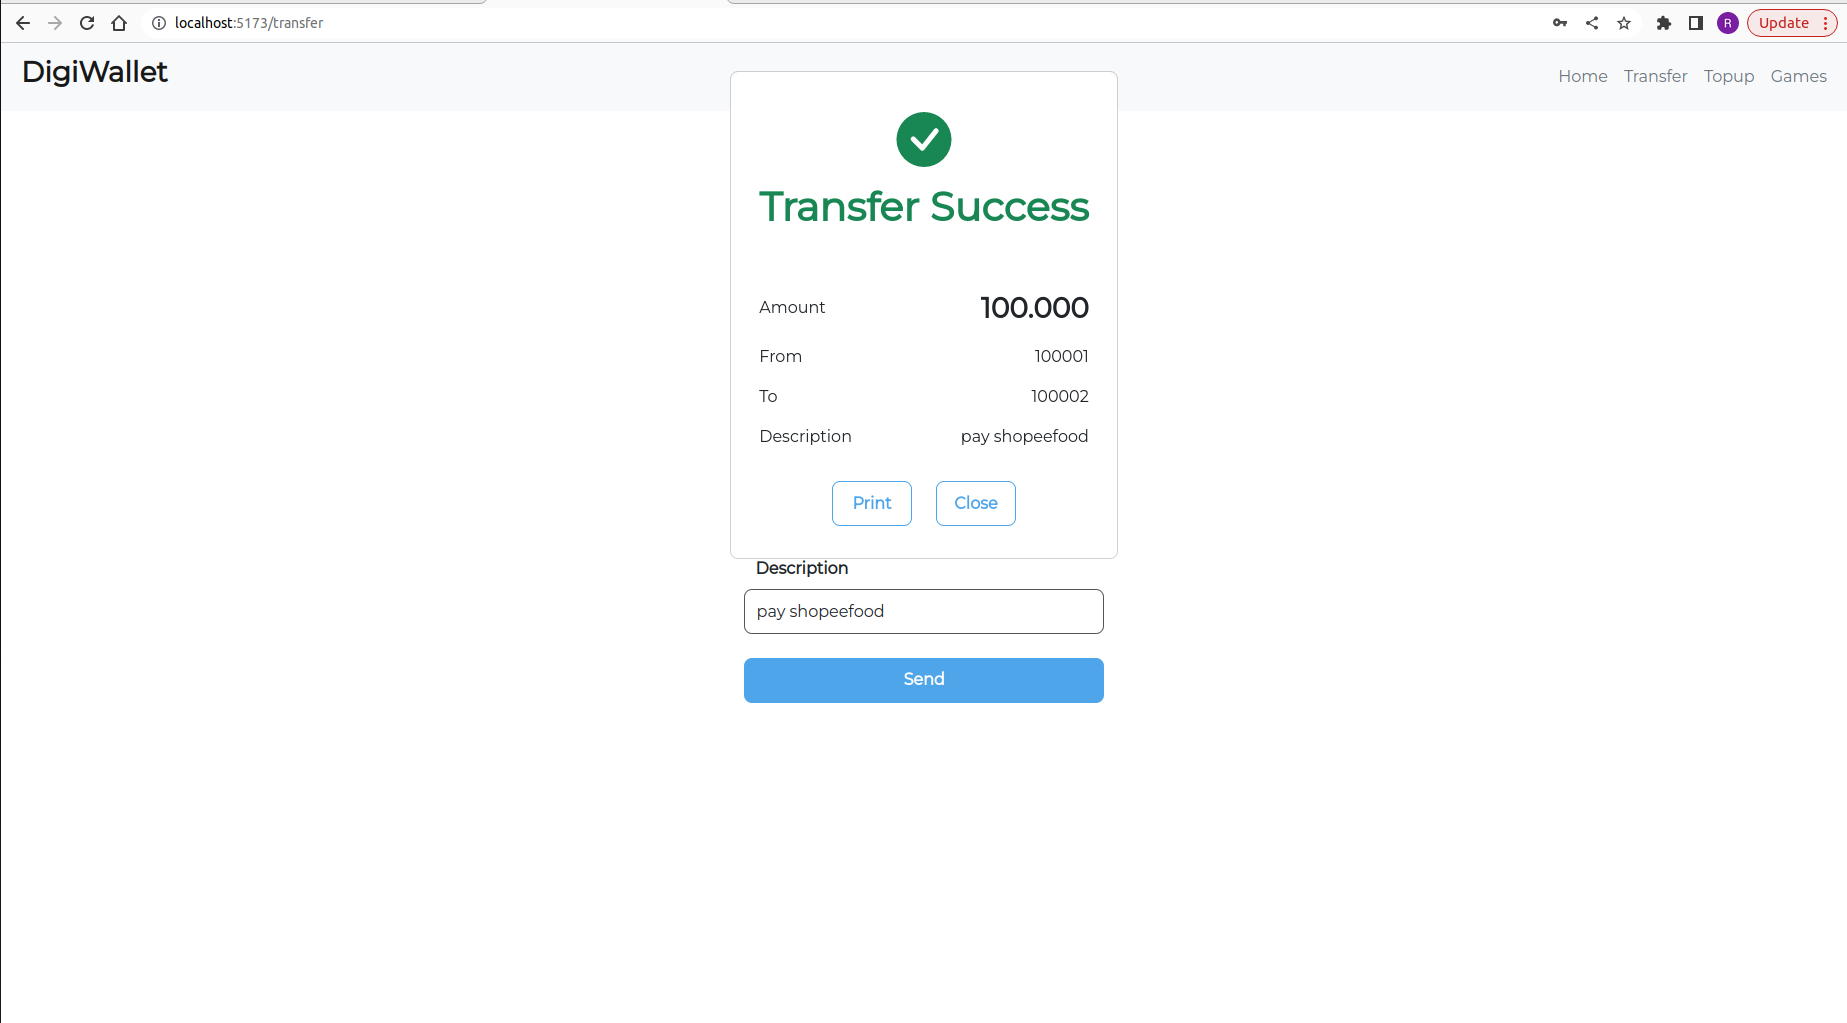 localhost:5173/transfer
R
Update
DigiWallet
Home Transfer Topup Games
Transfer Success
Amount 100.000
From 100001
To 100002
Description pay shopeefood
Print Close
Description
pay shopeefood
Send